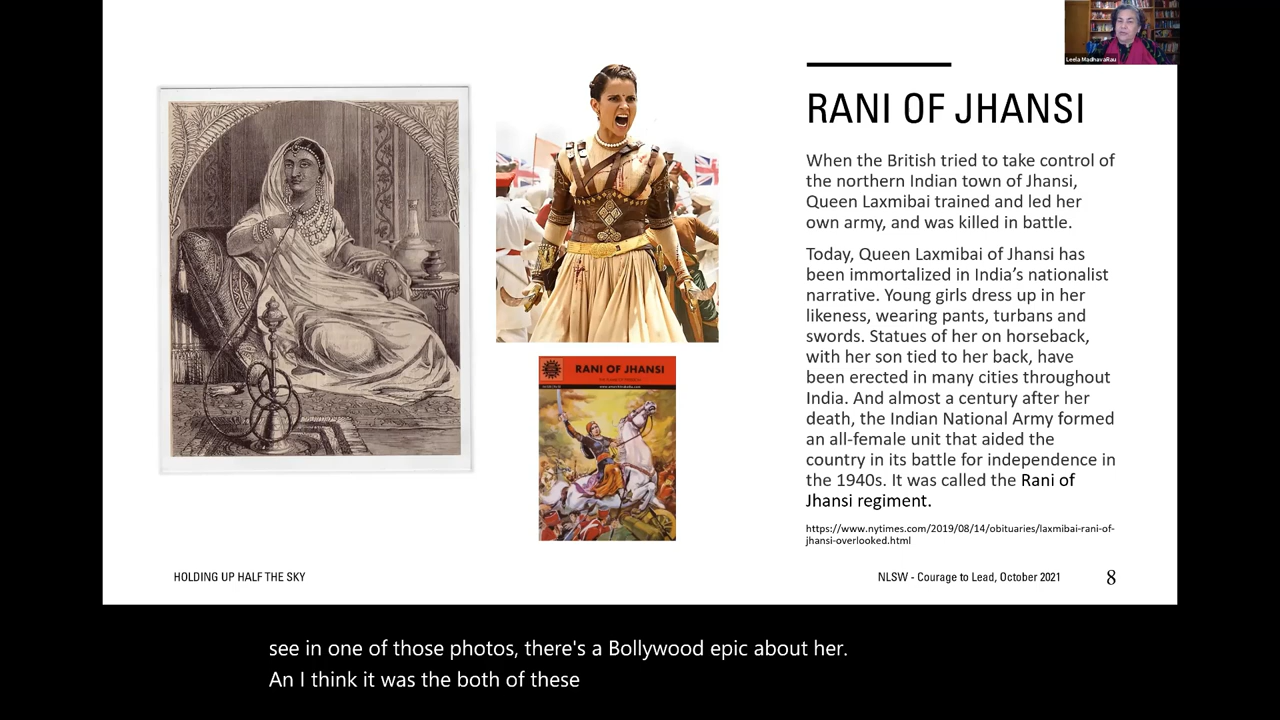 Leela MadhavaRau
RANI OF JHANSI
When the British tried to take control of
the northern Indian town of Jhansi,
Queen Laxmibai trained and led her
own army, and was killed in battle.
Today, Queen Laxmibai of Jhansi has
been immortalized in India’s nationalist
narrative. Young girls dress up in her
likeness, wearing pants, turbans and
swords. Statues of her on horseback,
with her son tied to her back, have
been erected in many cities throughout
India. And almost a century after her
death, the Indian National Army formed
an all-female unit that aided the
country in its battle for independence in
the 1940s. It was called the Rani of
Jhansi regiment.
https://www.nytimes.com/2019/08/14/obituaries/laxmibai-rani-of-
jhansi-overlooked.html
RANI OF JHANSI
HOLDING UP HALF THE SKY
NLSW - Courage to Lead, October 2021
8
see in one of those photos, there's a Bollywood epic about her.
An I think it was the both of these